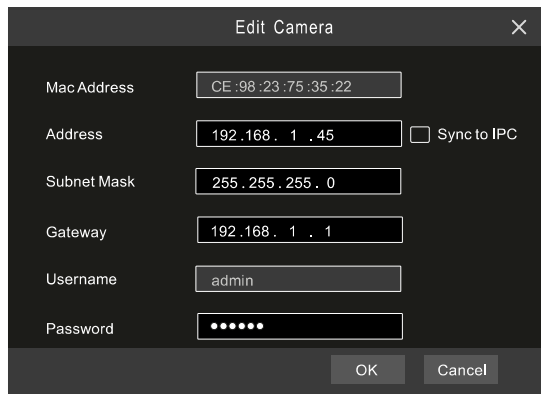 Edit Camera
Mac Address CE:98:23:75:35:22
Address 192.168. 1 .45 Sync to IPC
Subnet Mask 255.255.255. 0
Gateway 192.168. 1 . 1
Username admin
Password ●●●●●●
OK Cancel